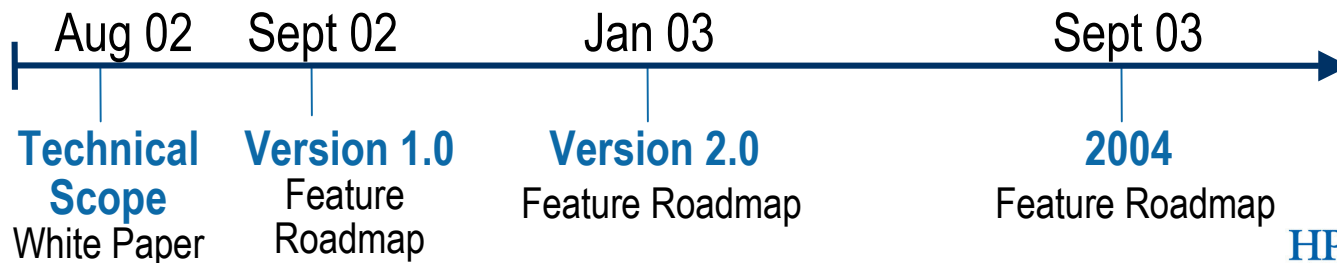 Aug 02 Sept 02 Jan 03 Sept 03
Technical Scope
White Paper
Version 1.0
Feature
Roadmap
Version 2.0
Feature Roadmap
2004
Feature Roadmap
HP